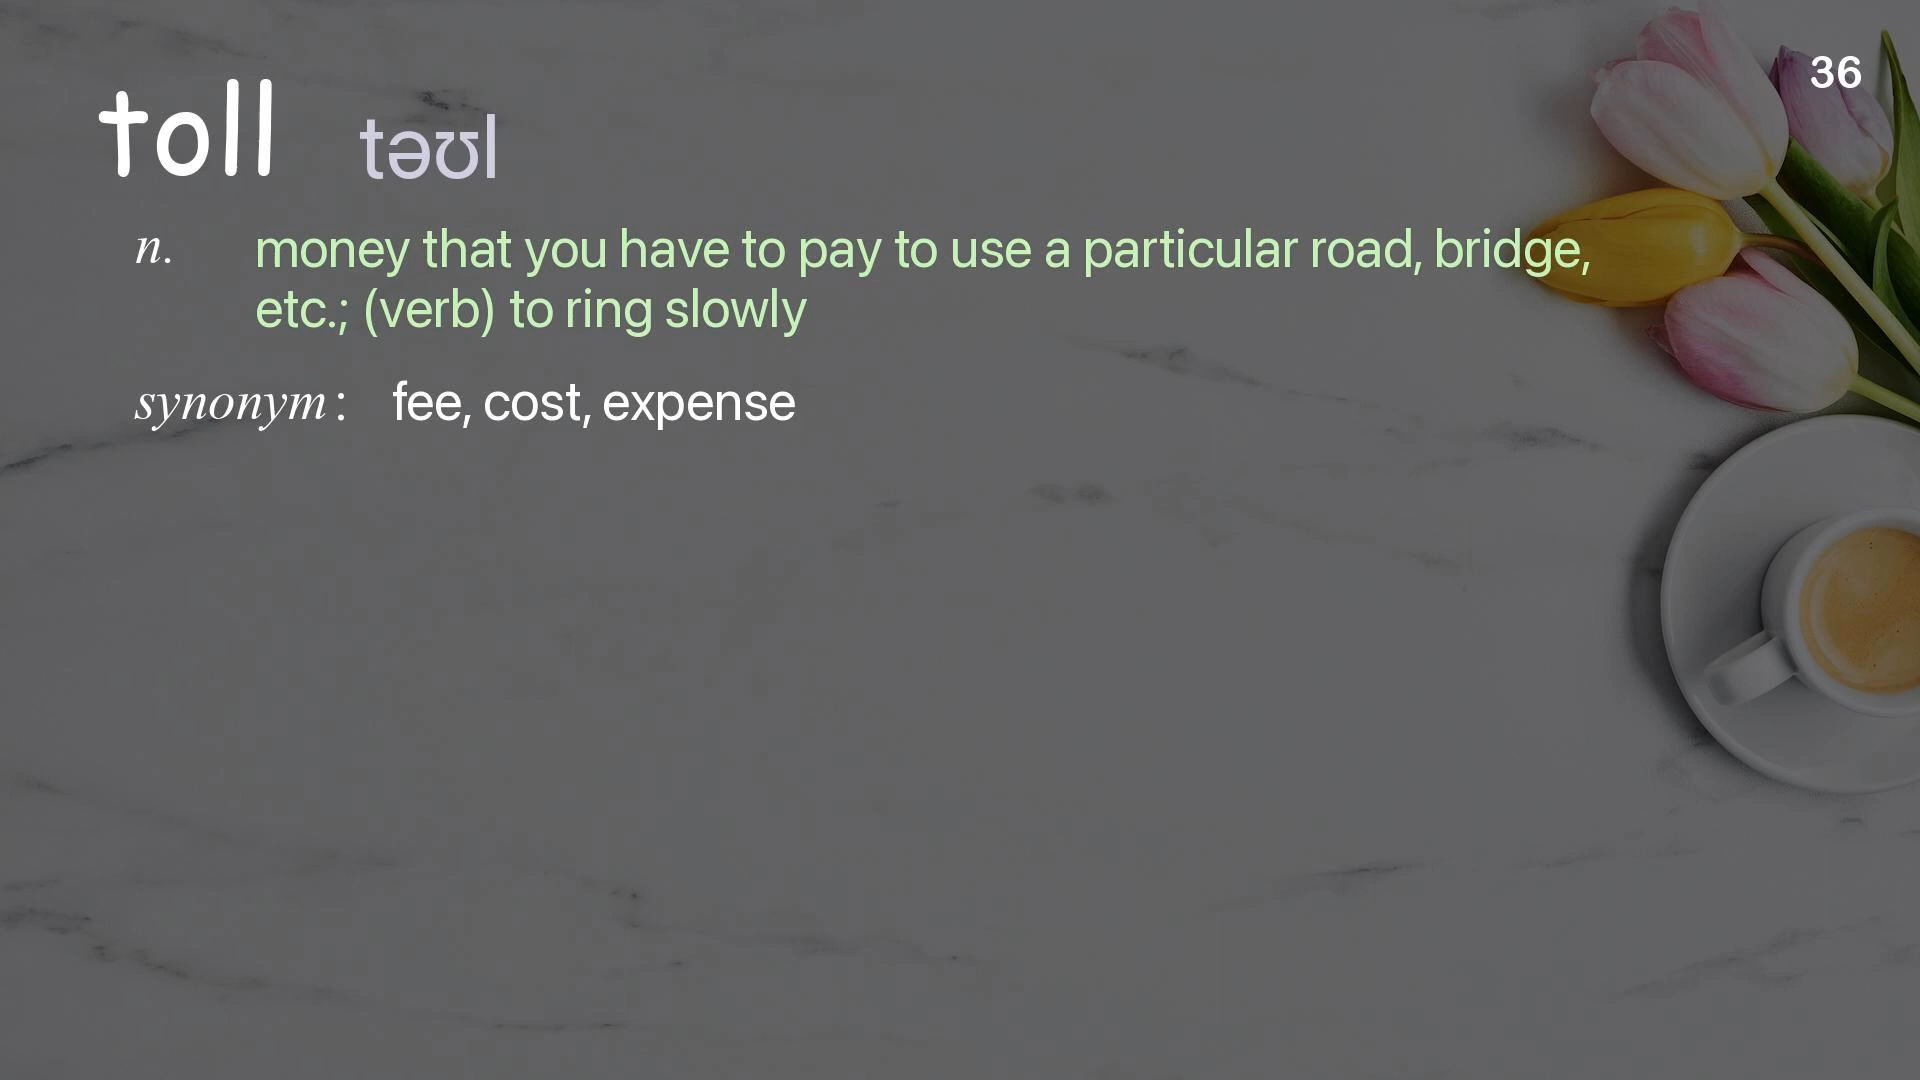 36
toll təʊl
n. money that you have to pay to use a particular road, bridge,
etc.; (verb) to ring slowly
synonym: fee, cost, expense